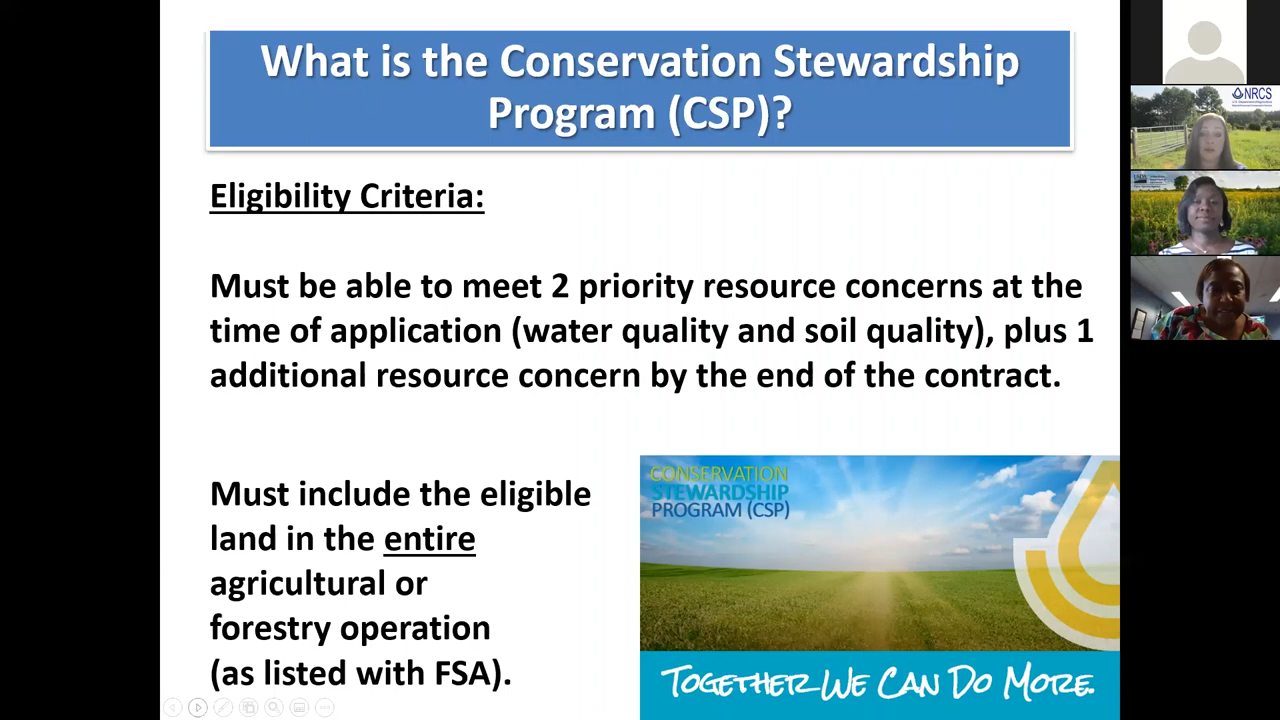 What is the Conservation Stewardship
Program (CSP)?
Eligibility Criteria:
Must be able to meet 2 priority resource concerns at the
time of application (water quality and soil quality), plus 1
additional resource concern by the end of the contract.
Must include the eligible
land in the entire
agricultural or
forestry operation
(as listed with FSA).
CONSERVATION
STEWARDSHIP
PROGRAM (CSP)
TOGETHER WE CAN DO MORE.
NRCS
USDA